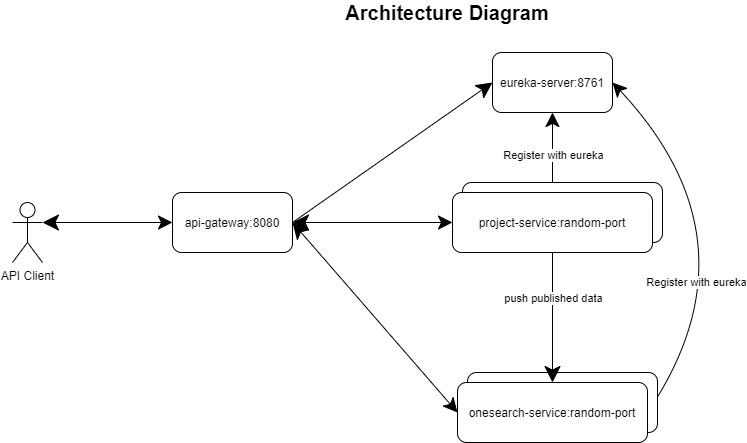 Architecture Diagram
eureka-server:8761
Register with eureka
api-gateway:8080
project-service:random-port
API Client
Register with eureka
push published data
onesearch-service:random-port